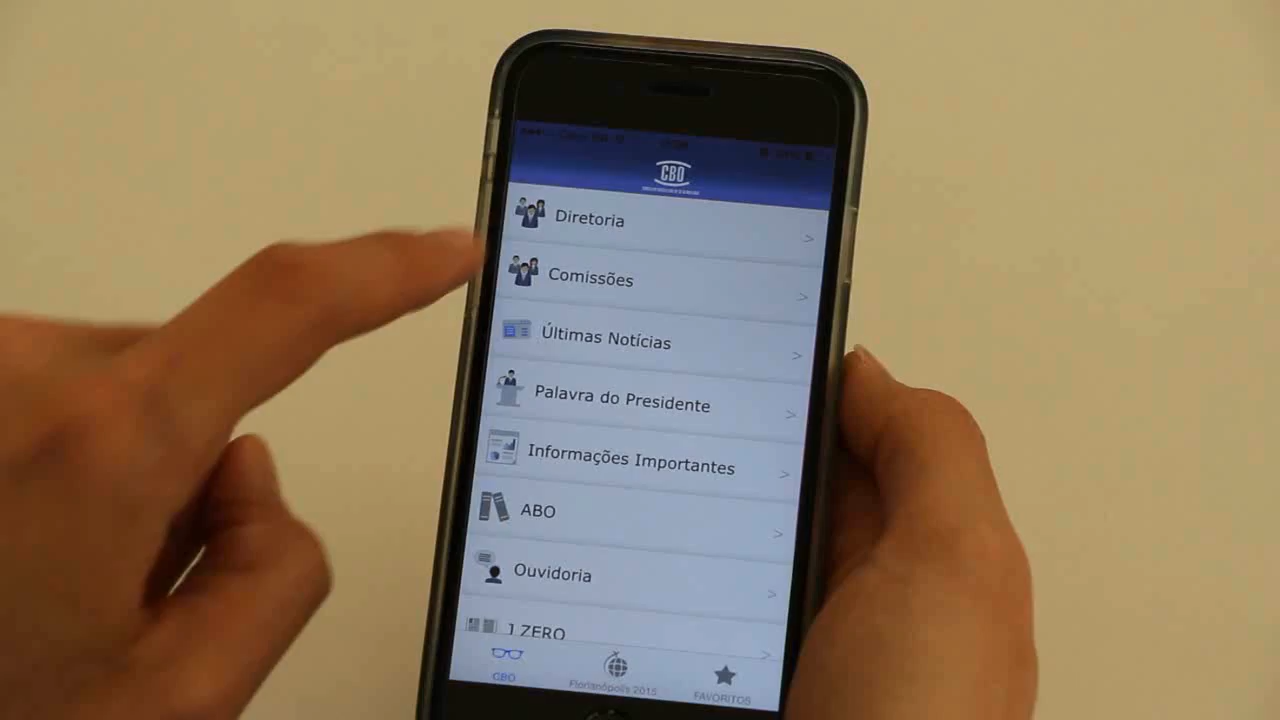 CBO
Diretoria
>
Comissões
>
Últimas Notícias
>
Palavra do Presidente
>
Informações Importantes
>
ABO
>
Ouvidoria
>
J ZERO
>
CBO
Florianópolis 2015
FAVORITOS